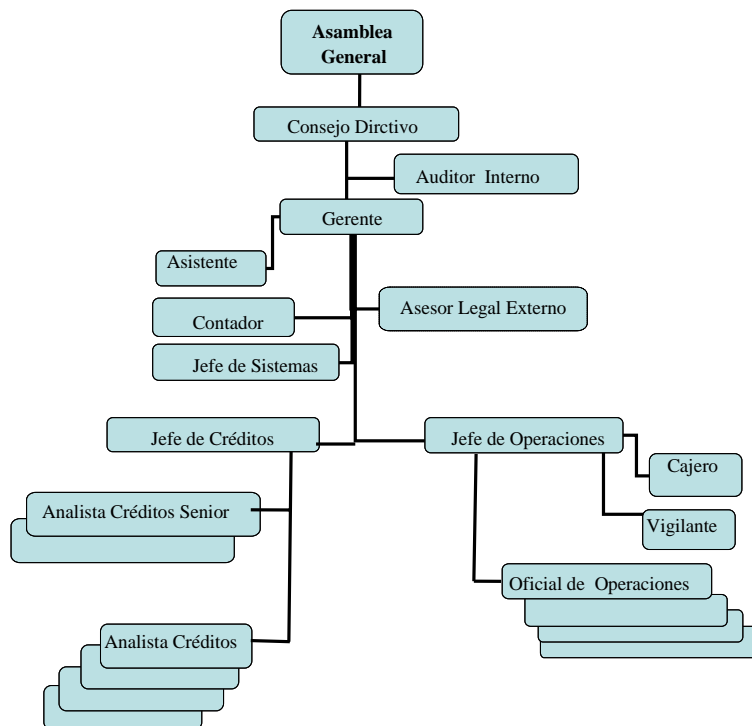 Asamblea
General
Consejo Dirctivo
Auditor Interno
Gerente
Asistente
Asesor Legal Externo
Contador
Jefe de Sistemas
Jefe de Créditos
Jefe de Operaciones
Cajero
Analista Créditos Senior
Vigilante
Oficial de Operaciones
Analista Créditos